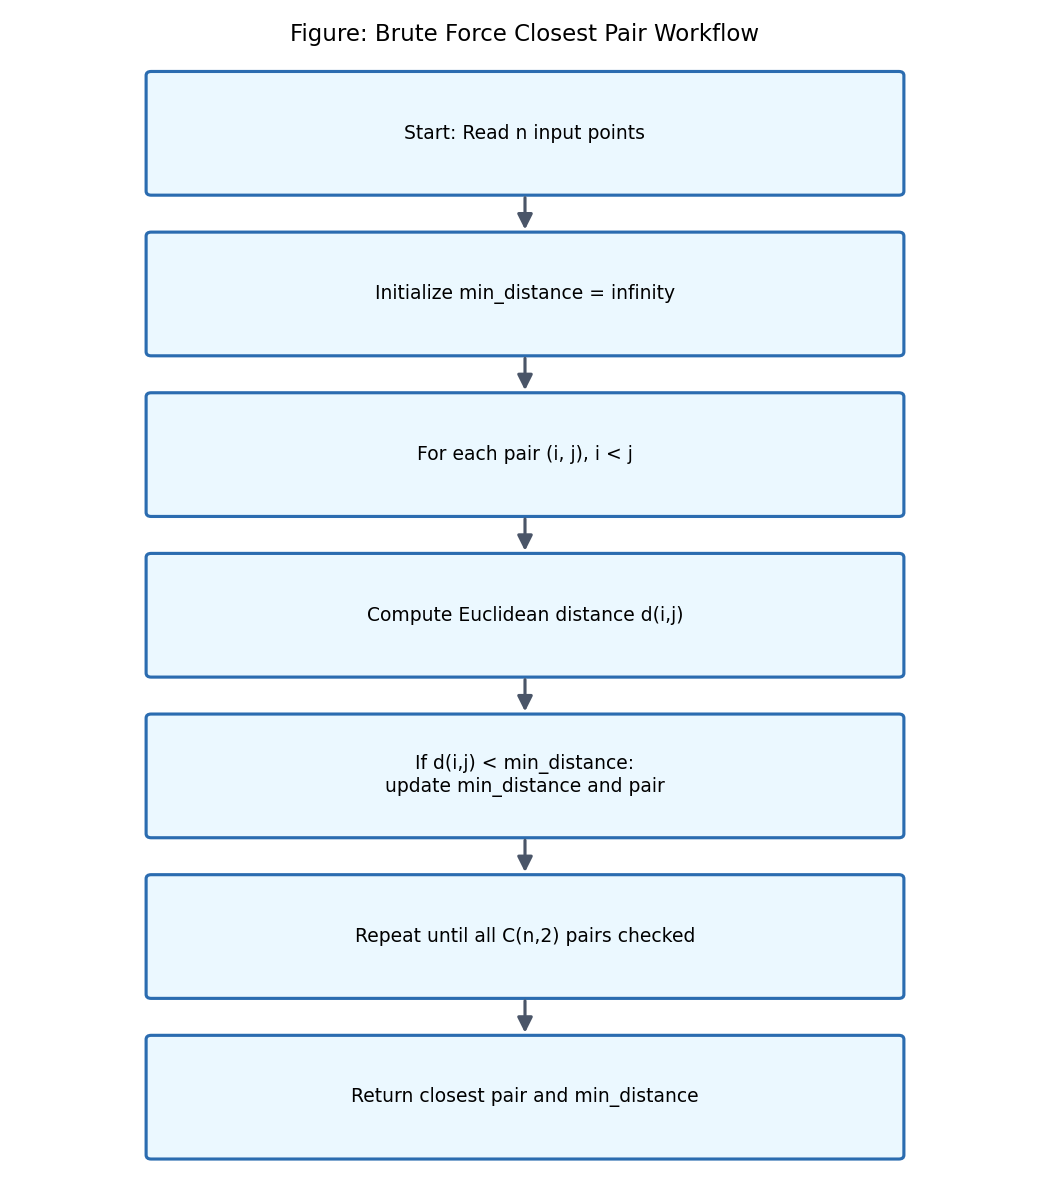 Figure: Brute Force Closest Pair Workflow
Start: Read n input points
Initialize min_distance = infinity
For each pair (i, j), i < j
Compute Euclidean distance d(i,j)
If d(i,j) < min_distance:
update min_distance and pair
Repeat until all C(n,2) pairs checked
Return closest pair and min_distance